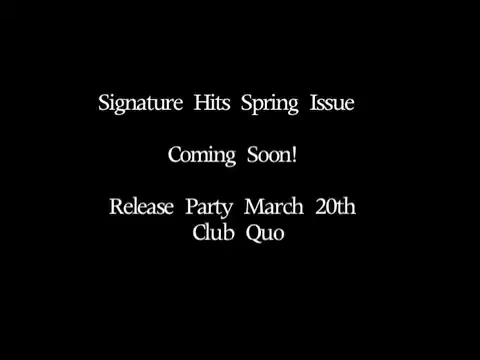 Signature Hits Spring Issue
Coming Soon!
Release Party March 20th
Club Quo